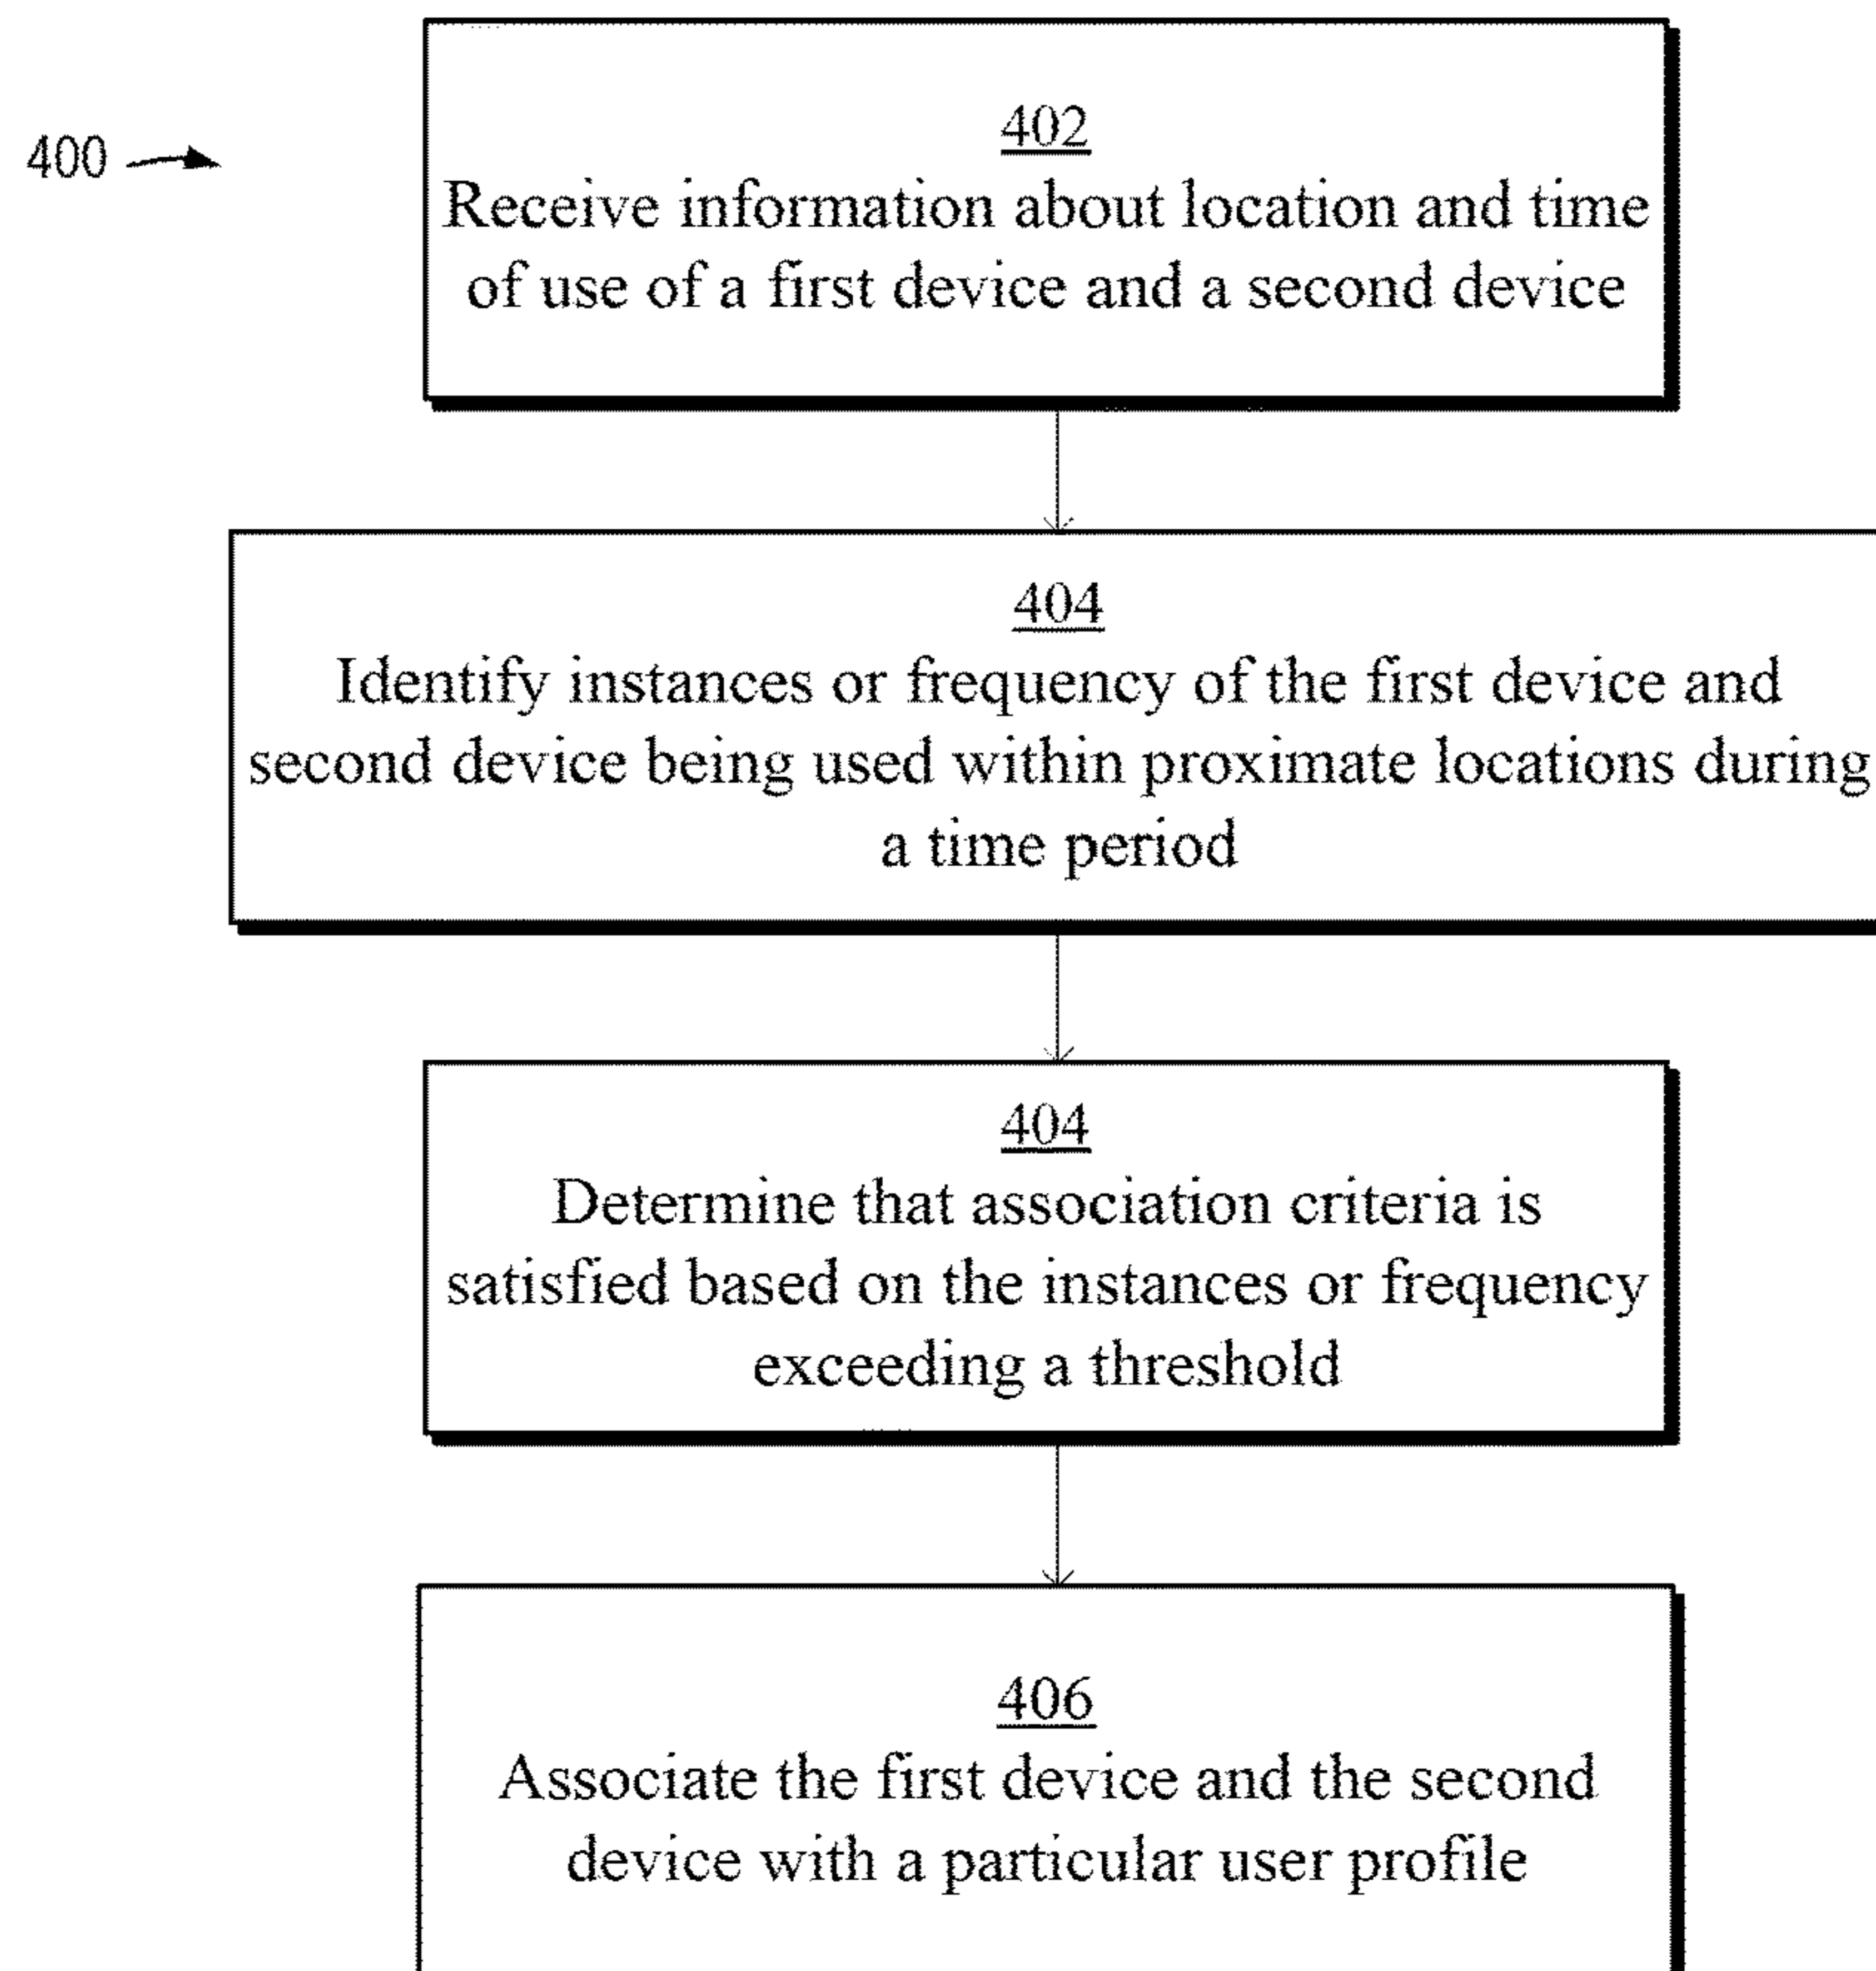 400
402
Receive information about location and time
of use of a first device and a second device
404
Identify instances or frequency of the first device and
second device being used within proximate locations during
a time period
404
Determine that association criteria is
satisfied based on the instances or frequency
exceeding a threshold
406
Associate the first device and the second
device with a particular user profile